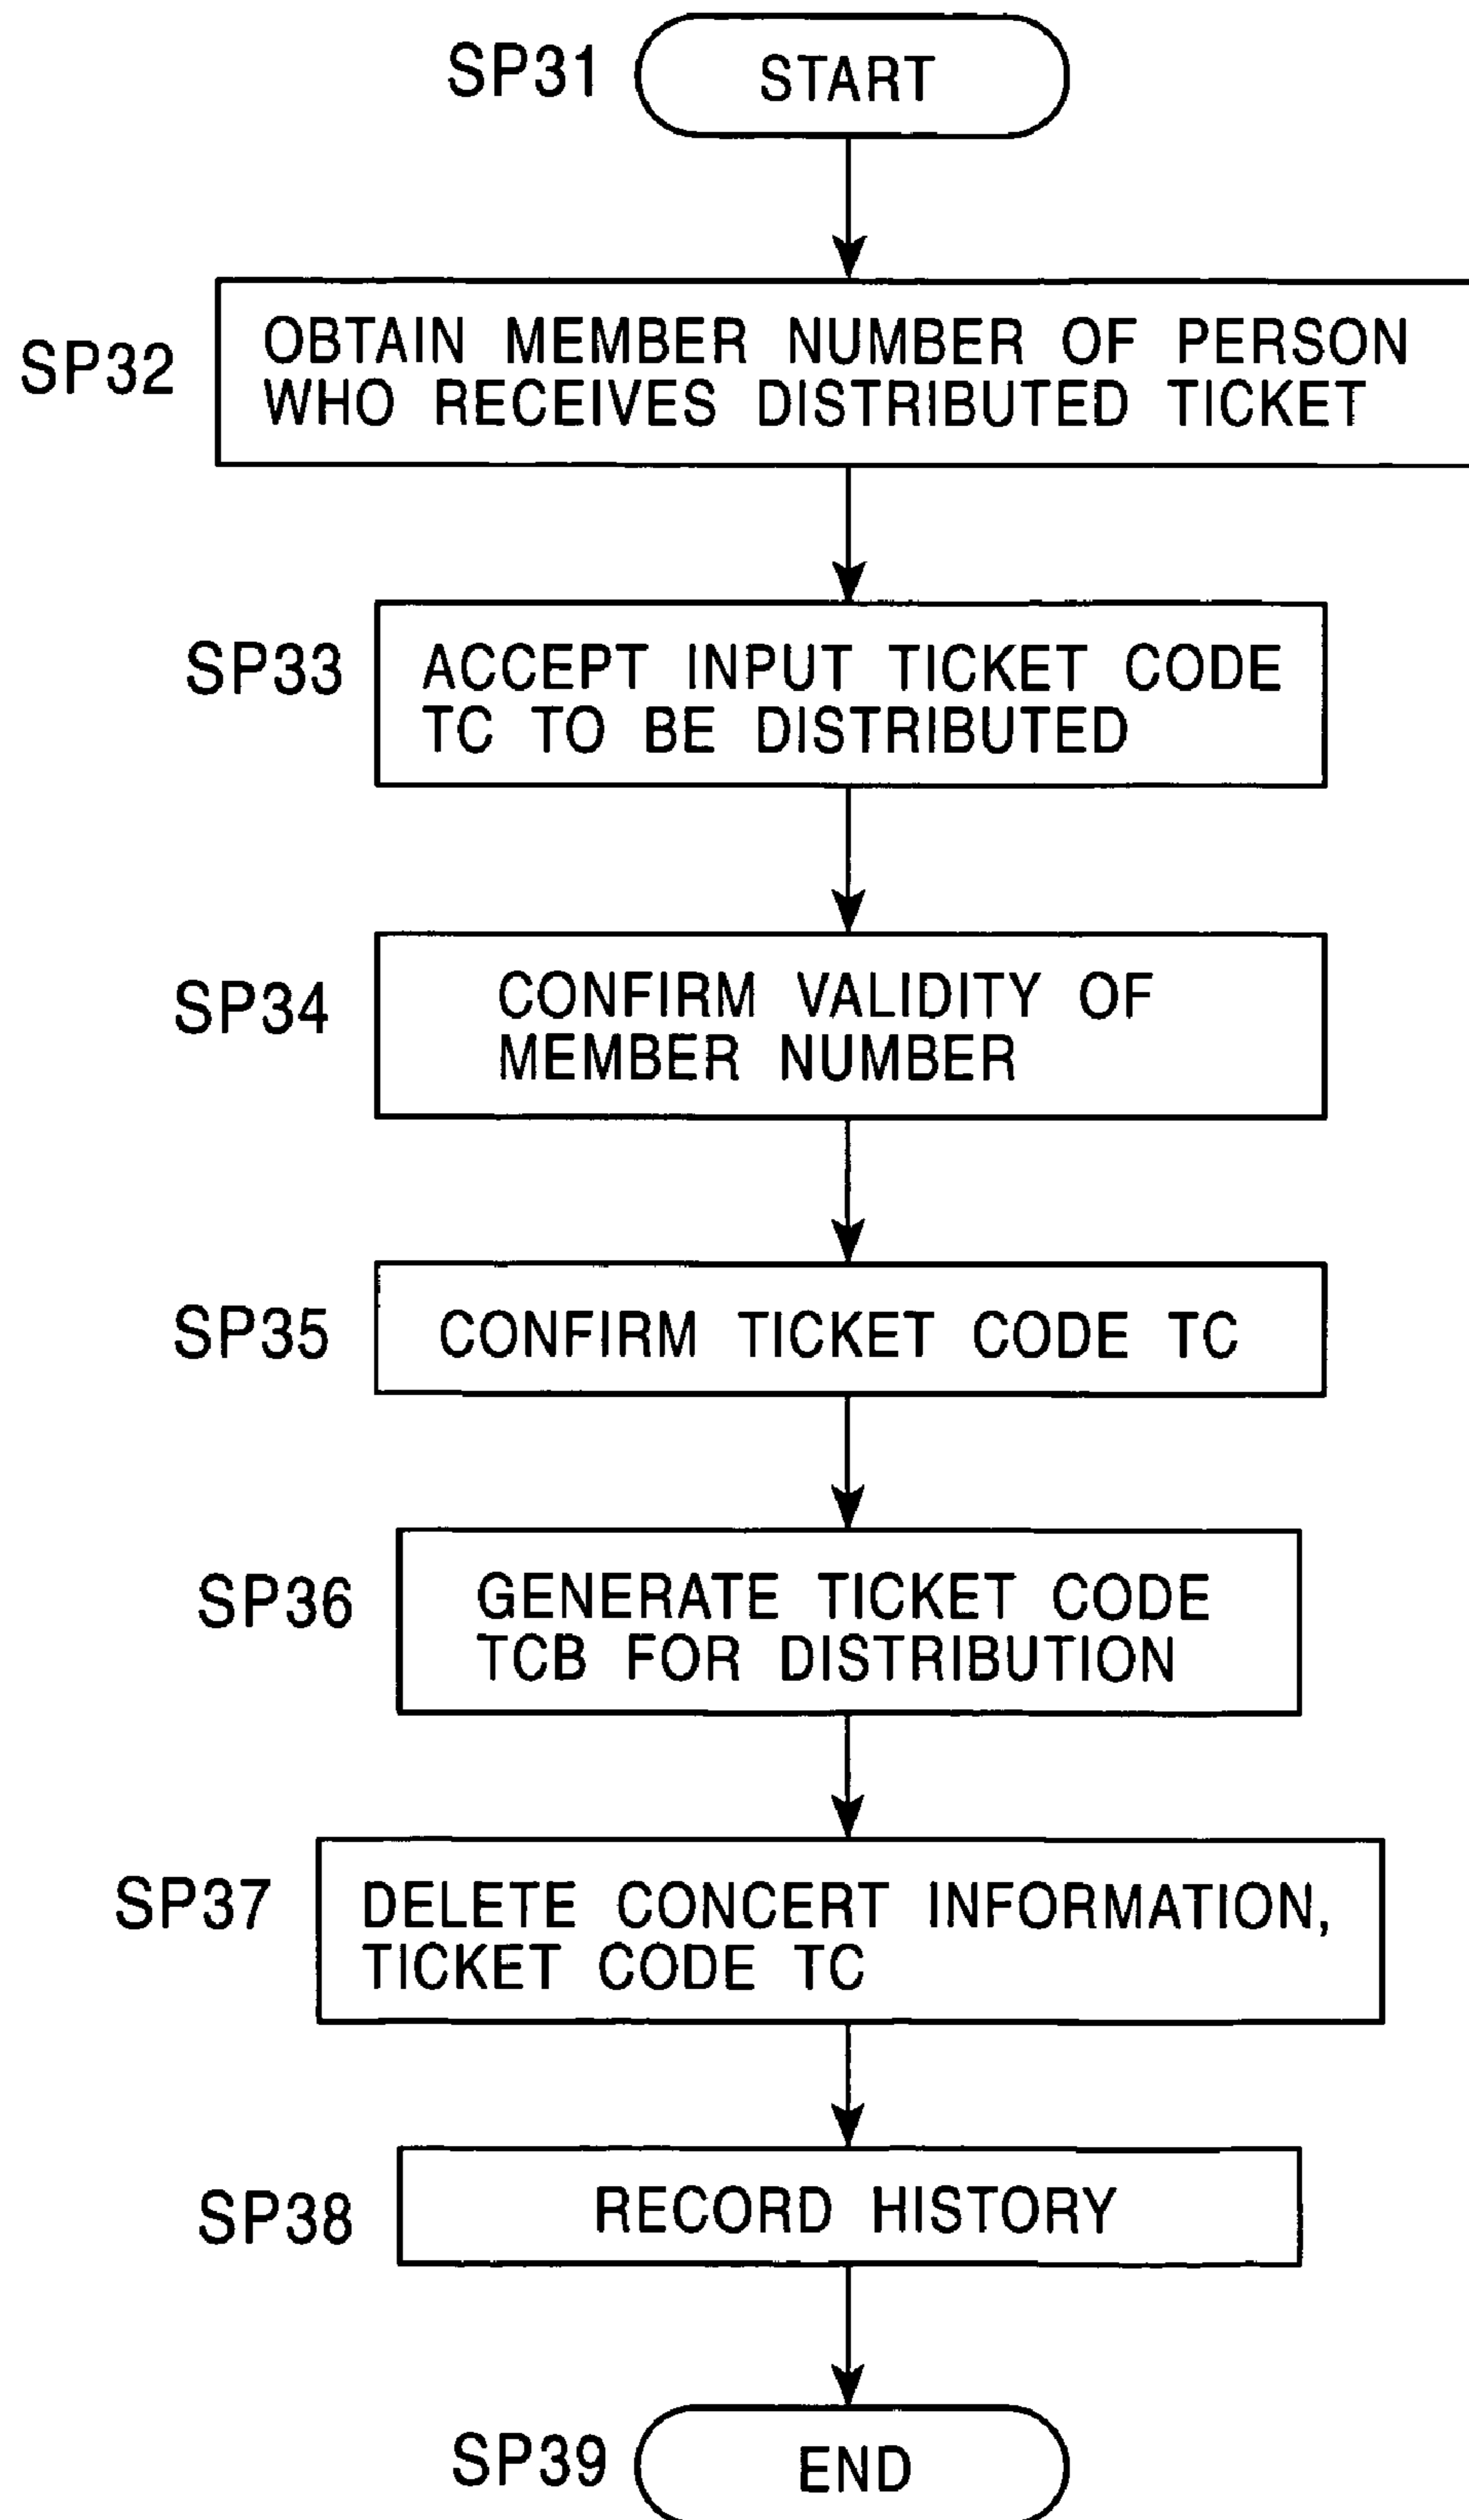 SP31 START
SP32 OBTAIN MEMBER NUMBER OF PERSON
WHO RECEIVES DISTRIBUTED TICKET
SP33 ACCEPT INPUT TICKET CODE
TC TO BE DISTRIBUTED
SP34 CONFIRM VALIDITY OF
MEMBER NUMBER
SP35 CONFIRM TICKET CODE TC
SP36 GENERATE TICKET CODE
TCB FOR DISTRIBUTION
SP37 DELETE CONCERT INFORMATION,
TICKET CODE TC
SP38 RECORD HISTORY
SP39 END